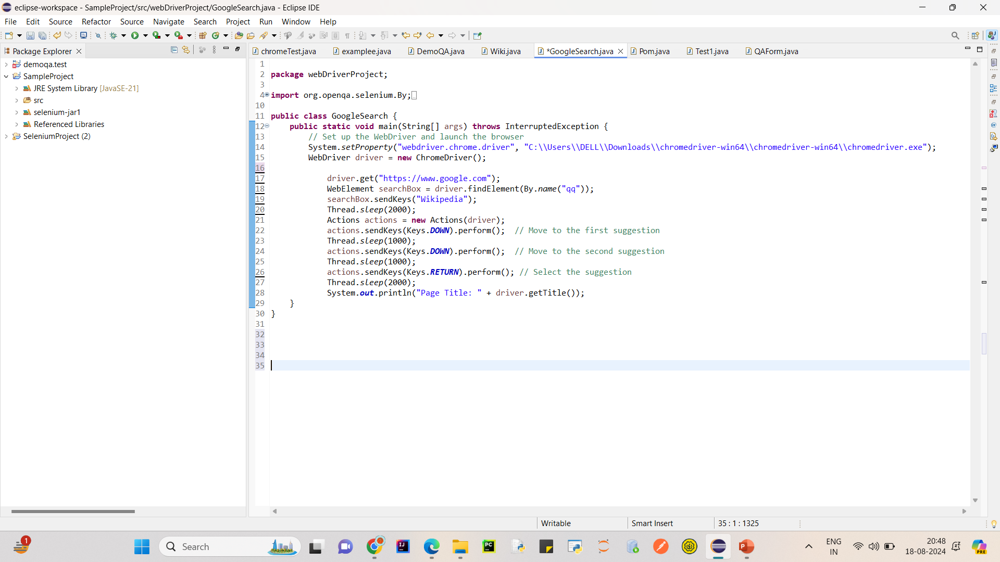 eclipse-workspace - SampleProject/src/webDriverProject/GoogleSearch.java - Eclipse IDE
File Edit Source Refactor Source Navigate Search Project Run Window Help
Package Explorer
demoqa.test
SampleProject
JRE System Library [JavaSE-21]
src
selenium-jar1
Referenced Libraries
SeleniumProject (2)
chromeTest.java examplee.java DemoQA.java Wiki.java *GoogleSearch.java Pom.java Test1.java QAForm.java
1
2 package webDriverProject;
3
4 import org.openqa.selenium.By;
10
11 public class GoogleSearch {
12     public static void main(String[] args) throws InterruptedException {
13         // Set up the WebDriver and launch the browser
14         System.setProperty("webdriver.chrome.driver", "C:\\Users\\DELL\\Downloads\\chromedriver-win64\\chromedriver-win64\\chromedriver.exe");
15         WebDriver driver = new ChromeDriver();
16
17             driver.get("https://www.google.com");
18             WebElement searchBox = driver.findElement(By.name("qq"));
19             searchBox.sendKeys("Wikipedia");
20             Thread.sleep(2000);
21             Actions actions = new Actions(driver);
22             actions.sendKeys(Keys.DOWN).perform();  // Move to the first suggestion
23             Thread.sleep(1000);
24             actions.sendKeys(Keys.DOWN).perform();  // Move to the second suggestion
25             Thread.sleep(1000);
26             actions.sendKeys(Keys.RETURN).perform(); // Select the suggestion
27             Thread.sleep(2000);
28             System.out.println("Page Title: " + driver.getTitle());
29     }
30 }
31
32
33
34
35
Writable Smart Insert 35 : 1 : 1325
1 Search IJ PC P ENG 20:48 PRE
IN 18-08-2024